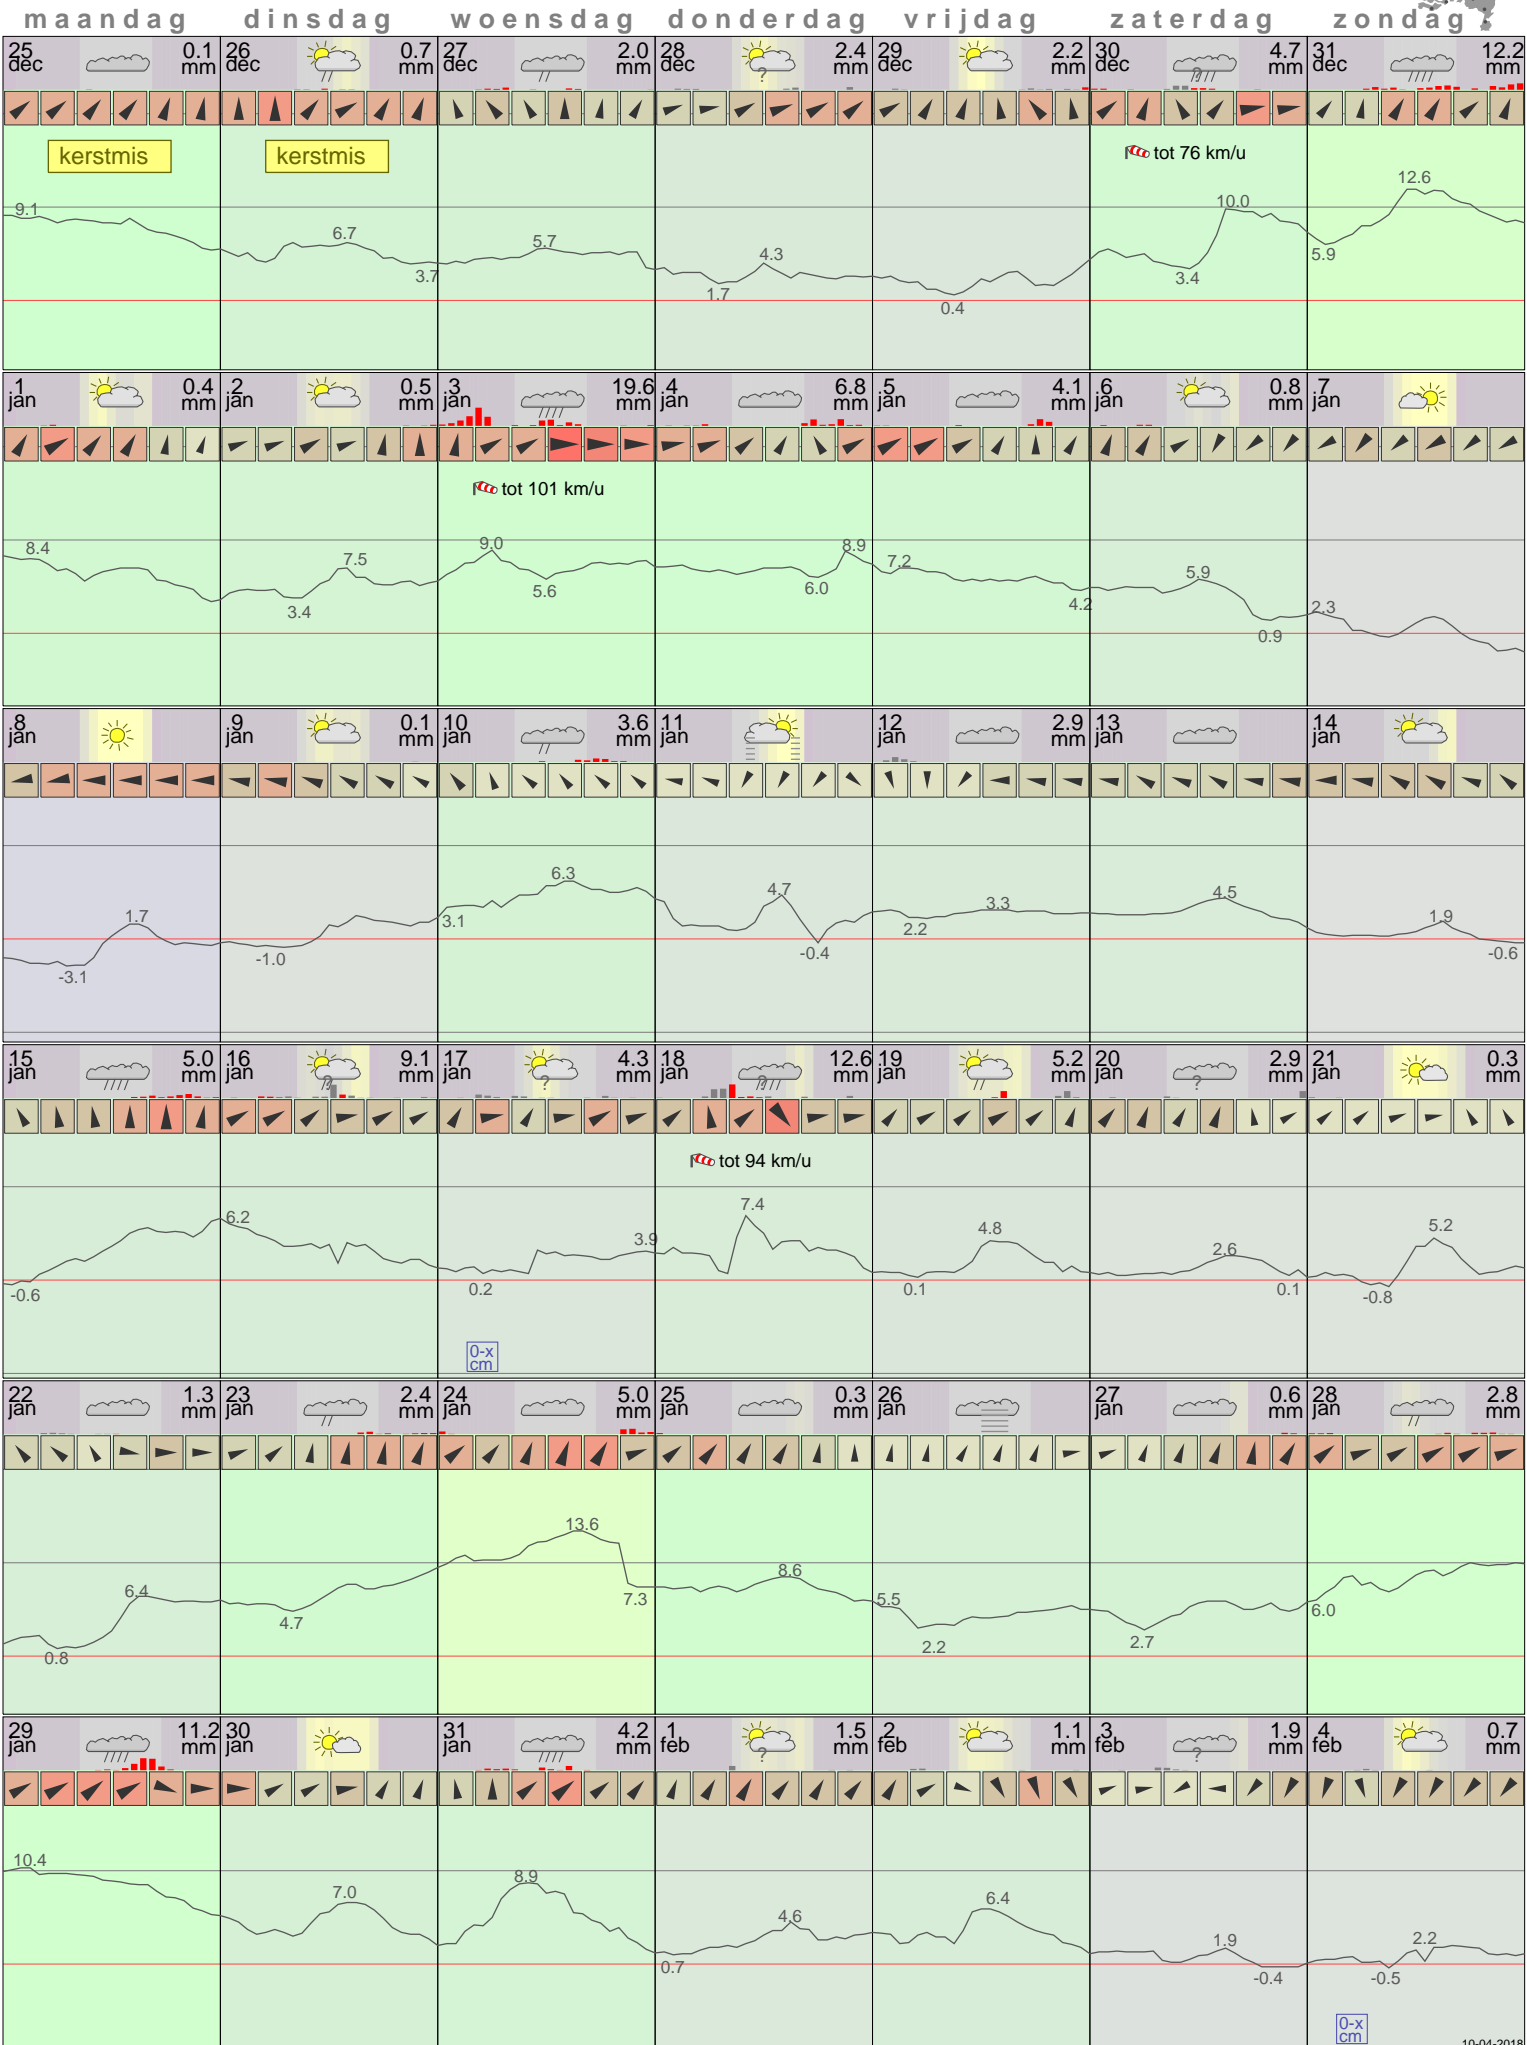 maandag dinsdag woensdag donderdag vrijdag zaterdag zondag
25 dec 0.1 mm 26 dec 0.7 mm 27 dec 2.0 mm 28 dec 2.4 mm 29 dec 2.2 mm 30 dec 4.7 mm 31 dec 12.2 mm
? ?
kerstmis kerstmis tot 76 km/u
9.1 6.7 3.7 5.7 4.3 1.7 0.4 10.0 3.4 12.6 5.9
1 jan 0.4 mm 2 jan 0.5 mm 3 jan 19.6 mm 4 jan 6.8 mm 5 jan 4.1 mm 6 jan 0.8 mm 7 jan
tot 101 km/u
8.4 3.4 7.5 9.0 5.6 6.0 8.9 7.2 4.2 5.9 0.9 2.3
8 jan 9 jan 0.1 mm 10 jan 3.6 mm 11 jan 12 jan 2.9 mm 13 jan 14 jan
-3.1 1.7 -1.0 3.1 6.3 4.7 -0.4 2.2 3.3 4.5 1.9 -0.6
15 jan 5.0 mm 16 jan 9.1 mm 17 jan 4.3 mm 18 jan 12.6 mm 19 jan 5.2 mm 20 jan 2.9 mm 21 jan 0.3 mm
? ? ? ?
tot 94 km/u
-0.6 6.2 0.2 3.9 7.4 0.1 4.8 2.6 0.1 -0.8 5.2
0-x
cm
22 jan 1.3 mm 23 jan 2.4 mm 24 jan 5.0 mm 25 jan 0.3 mm 26 jan 27 jan 0.6 mm 28 jan 2.8 mm
0.8 6.4 4.7 13.6 7.3 8.6 5.5 2.2 2.7 6.0
29 jan 11.2 mm 30 jan 31 jan 4.2 mm 1 feb 1.5 mm 2 feb 1.1 mm 3 feb 1.9 mm 4 feb 0.7 mm
? ?
10.4 7.0 8.9 0.7 4.6 6.4 1.9 -0.4 -0.5 2.2
0-x
cm
10-04-2018